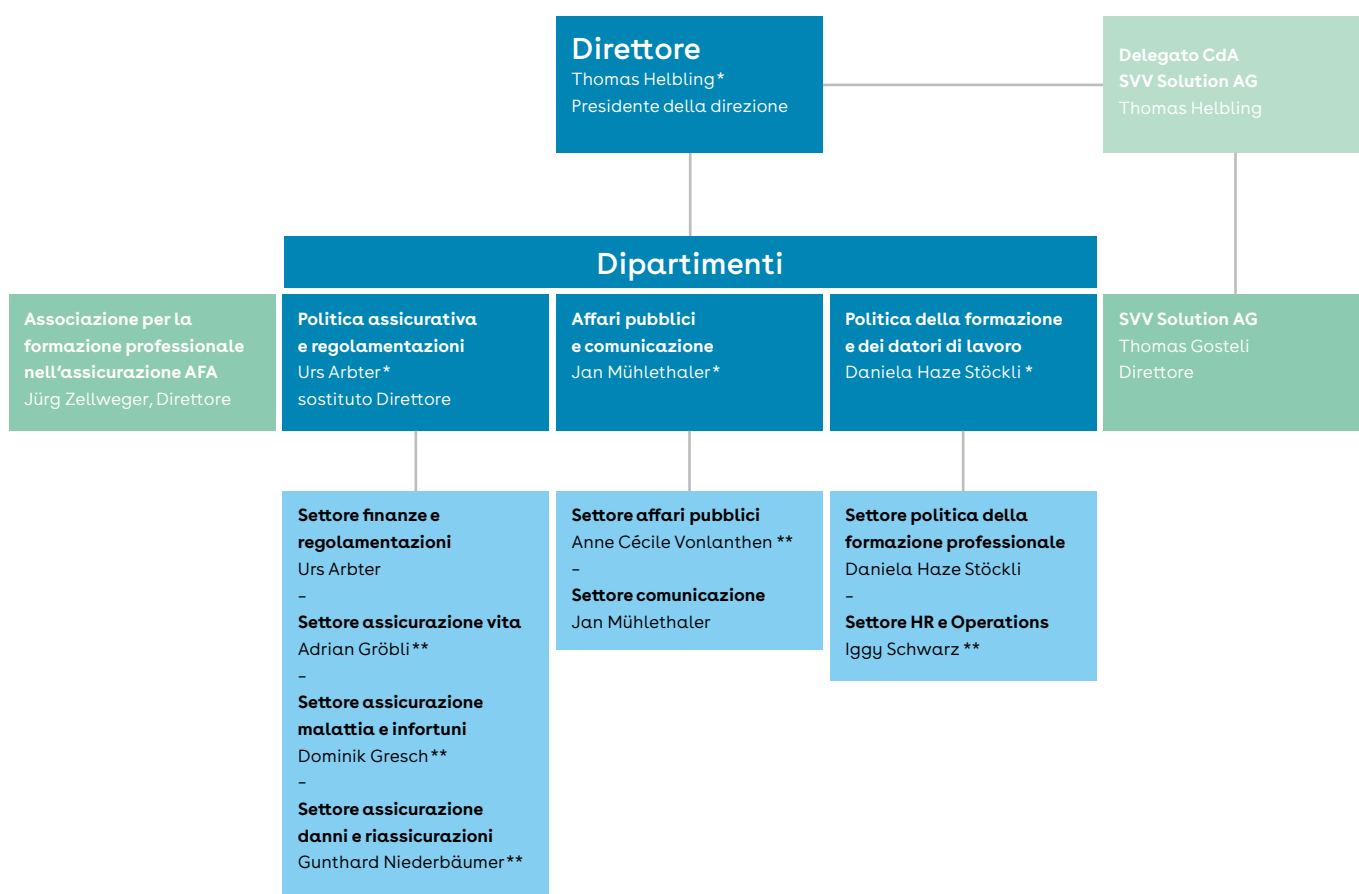 Direttore
Thomas Helbling*
Presidente della direzione
Delegato CdA
SVV Solution AG
Thomas Helbling
Dipartimenti
Associazione per la
formazione professionale
nell'assicurazione AFA
Jürg Zellweger, Direttore
Politica assicurativa
e regolamentazioni
Urs Arbter*
sostituto Direttore
Affari pubblici
e comunicazione
Jan Mühlethaler*
Politica della formazione
e dei datori di lavoro
Daniela Haze Stöckli *
SVV Solution AG
Thomas Gosteli
Direttore
Settore finanze e
regolamentazioni
Urs Arbter
–
Settore assicurazione vita
Adrian Gröbli**
–
Settore assicurazione
malattia e infortuni
Dominik Gresch**
–
Settore assicurazione
danni e riassicurazioni
Gunthard Niederbäumer**
Settore affari pubblici
Anne Cécile Vonlanthen **
–
Settore comunicazione
Jan Mühlethaler
Settore politica della
formazione professionale
Daniela Haze Stöckli
–
Settore HR e Operations
Iggy Schwarz **